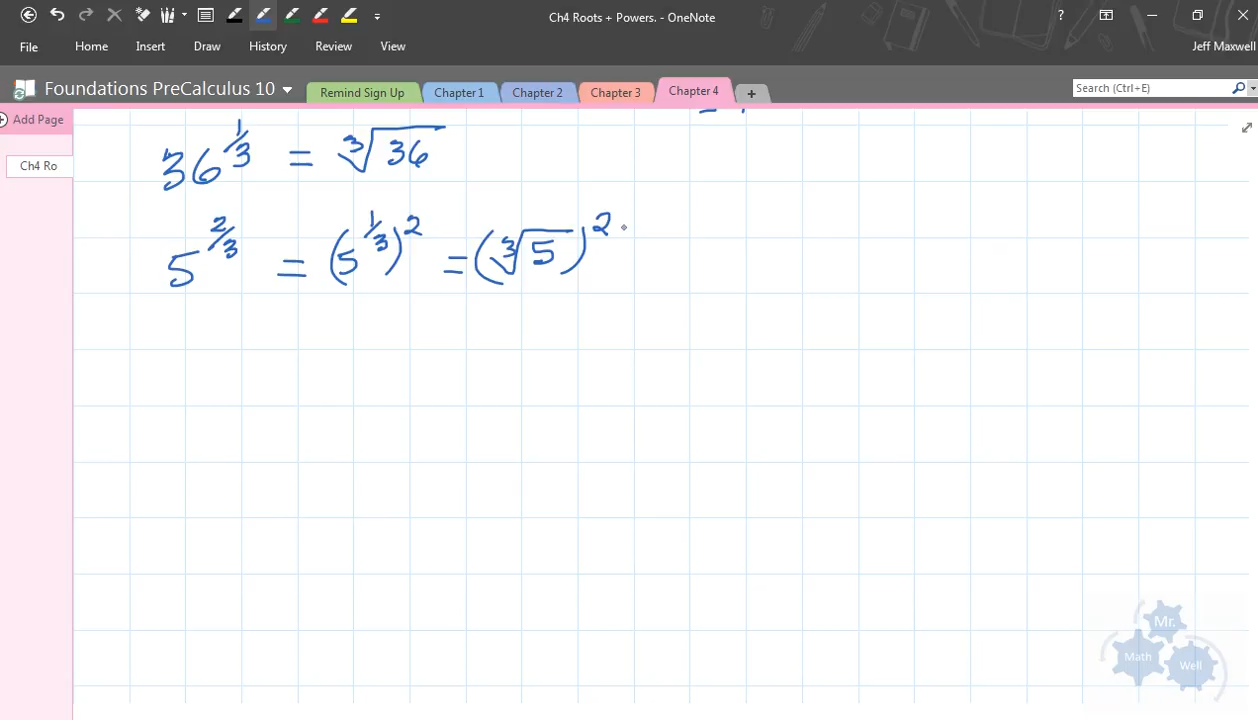 Ch4 Roots + Powers. - OneNote
?
File Home Insert Draw History Review View
Jeff Maxwell
Foundations PreCalculus 10
Remind Sign Up Chapter 1 Chapter 2 Chapter 3 Chapter 4 +
Search (Ctrl+E)
Add Page
Ch4 Ro
36^{1/3} = ∛36
5^{2/3} = (5^{1/3})^2 = (∛5)^2
Mr.
Math Well